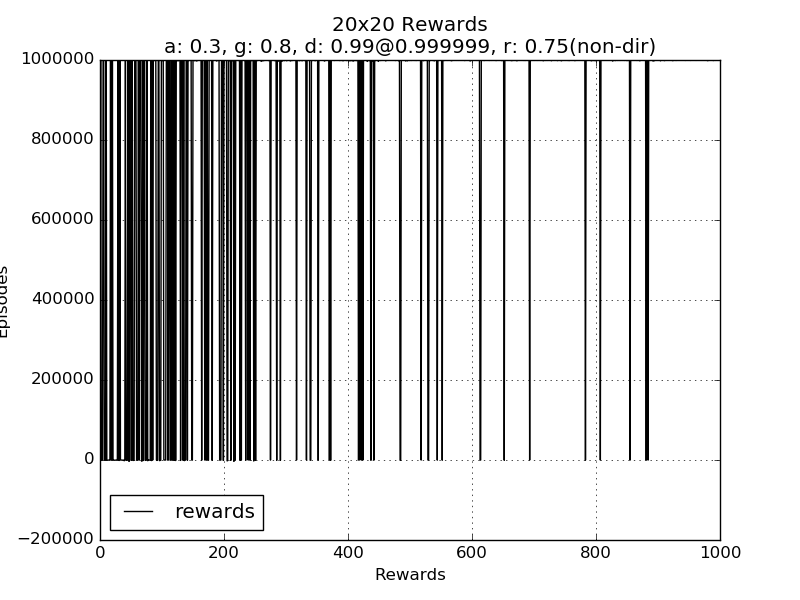 20x20 Rewards
a: 0.3, g: 0.8, d: 0.99@0.999999, r: 0.75(non-dir)
1000000
800000
600000
400000
200000
0
−200000
Episodes
rewards
0 200 400 600 800 1000
Rewards